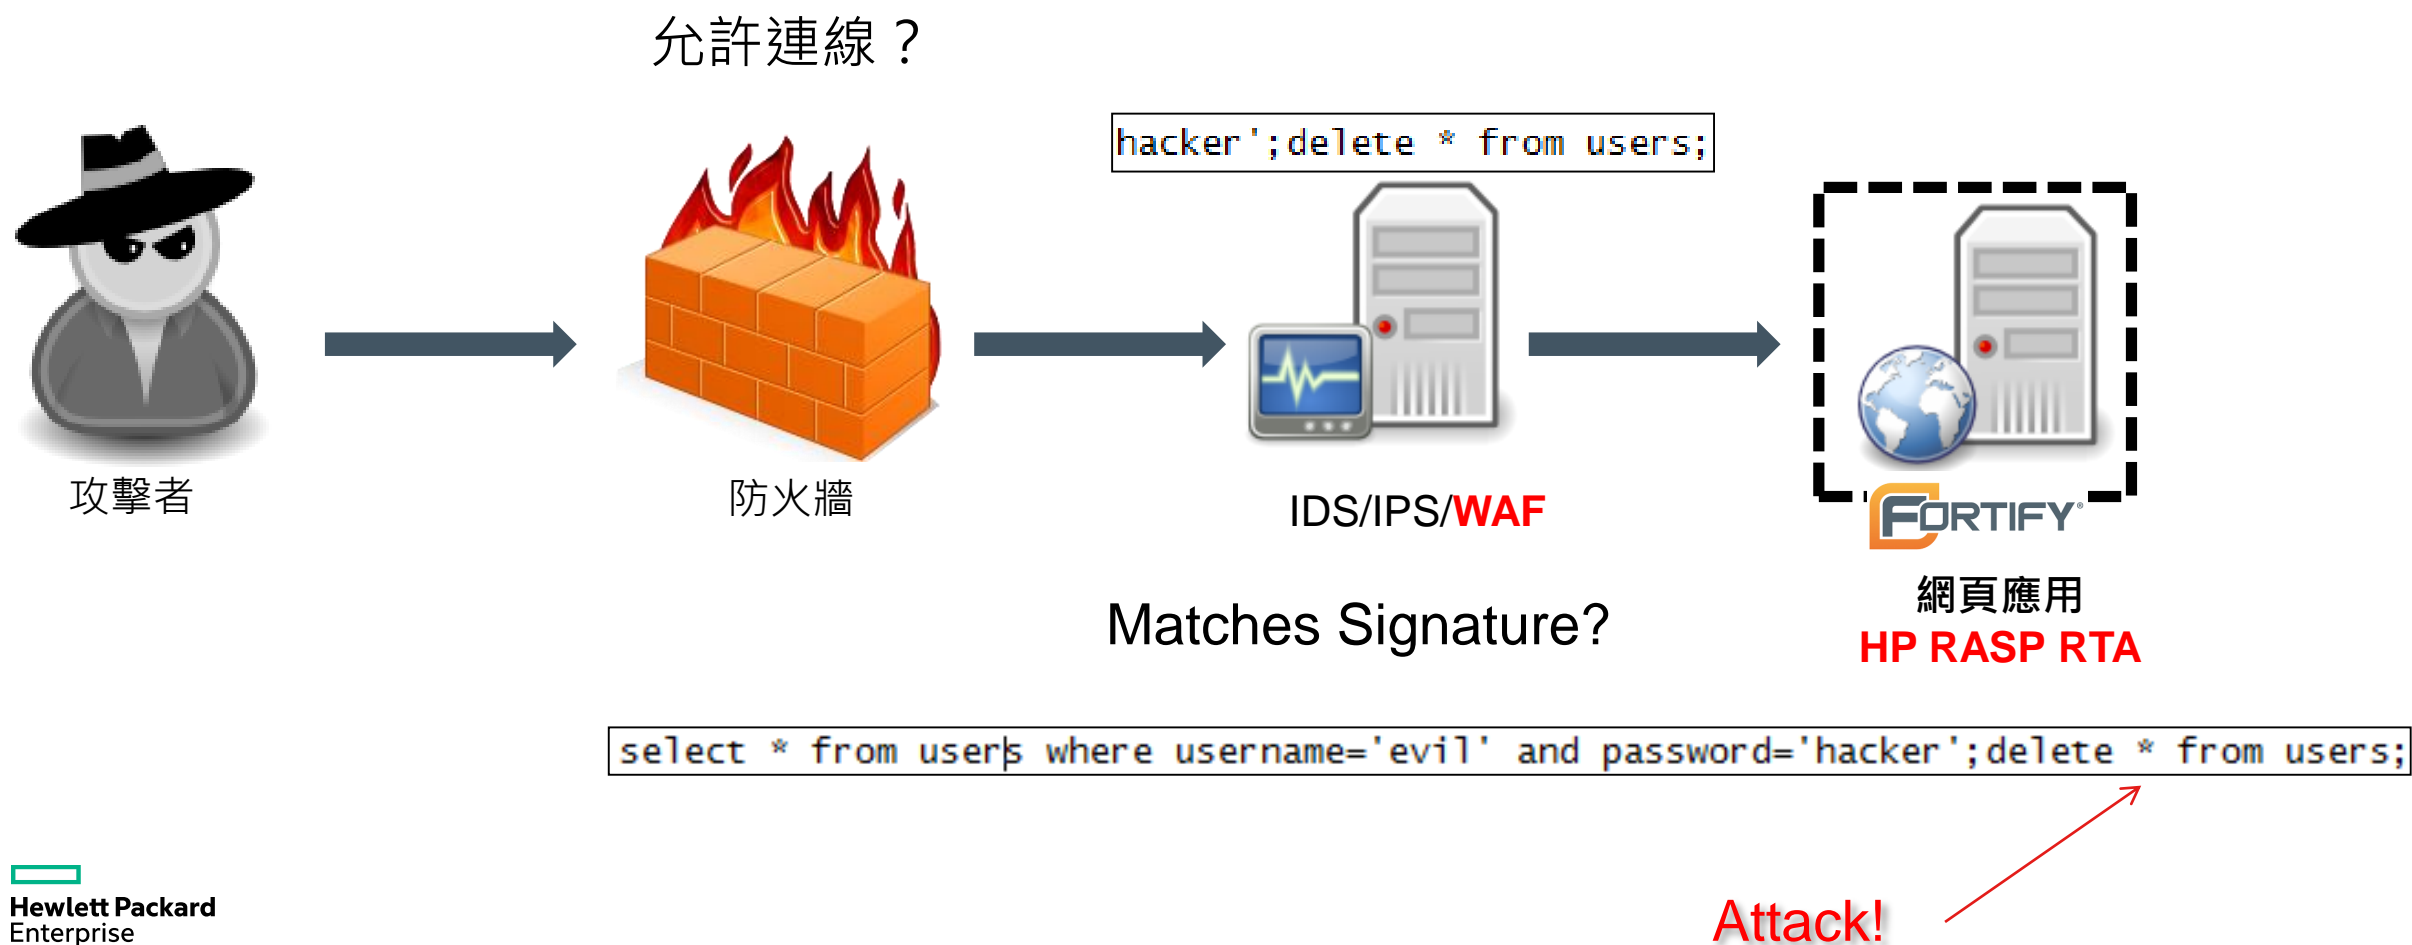 允許連線？
hacker';delete * from users;
攻擊者
防火牆
IDS/IPS/WAF
FORTIFY®
網頁應用
HP RASP RTA
Matches Signature?
select * from users where username='evil' and password='hacker';delete * from users;
Attack!
Hewlett Packard
Enterprise